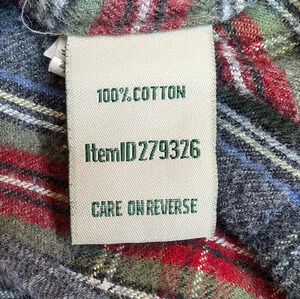 100% COTTON
ItemID 279326
CARE ON REVERSE